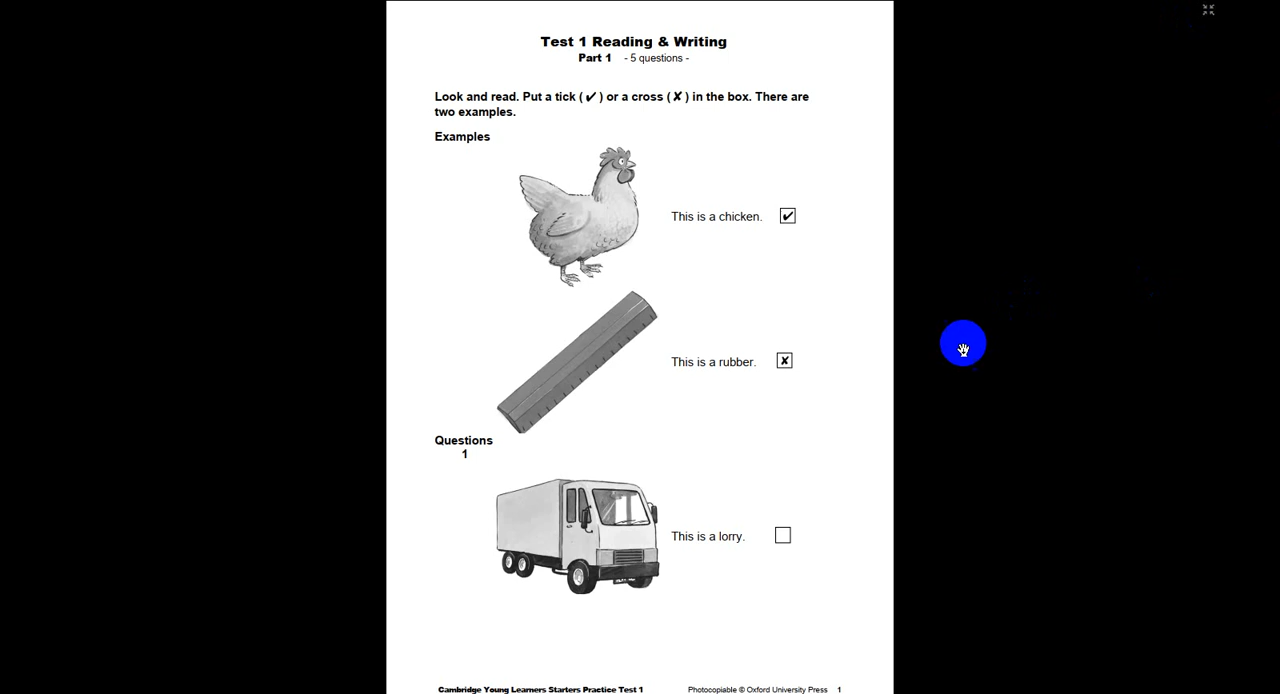 Test 1 Reading & Writing
Part 1 - 5 questions -
Look and read. Put a tick ( ✔ ) or a cross ( ✘ ) in the box. There are
two examples.
Examples
This is a chicken. ✔
This is a rubber. ✘
Questions
1
This is a lorry.
Cambridge Young Learners Starters Practice Test 1 Photocopiable © Oxford University Press 1